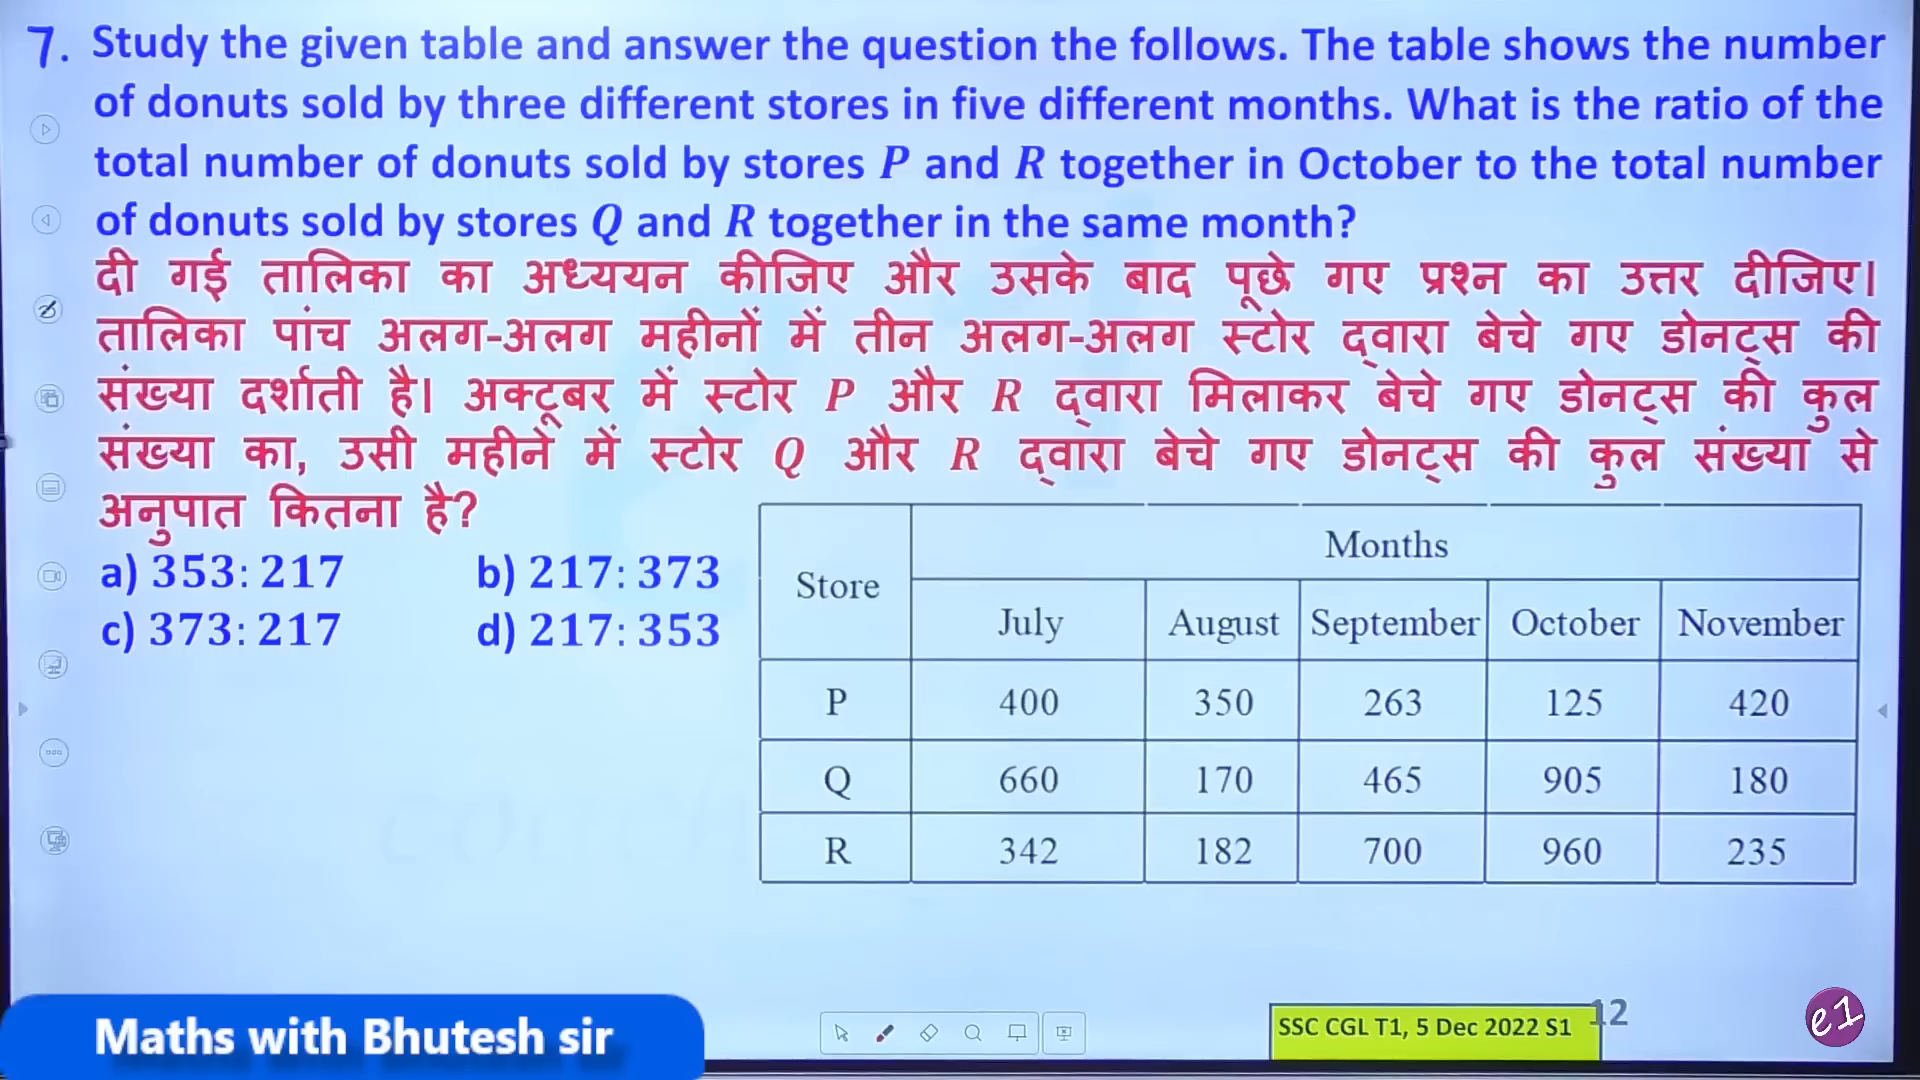 7. Study the given table and answer the question the follows. The table shows the number
of donuts sold by three different stores in five different months. What is the ratio of the
total number of donuts sold by stores P and R together in October to the total number
of donuts sold by stores Q and R together in the same month?
दी गई तालिका का अध्ययन कीजिए और उसके बाद पूछे गए प्रश्न का उत्तर दीजिए।
तालिका पांच अलग-अलग महीनों में तीन अलग-अलग स्टोर द्वारा बेचे गए डोनट्स की
संख्या दर्शाती है। अक्टूबर में स्टोर P और R द्वारा मिलाकर बेचे गए डोनट्स की कुल
संख्या का, उसी महीने में स्टोर Q और R द्वारा बेचे गए डोनट्स की कुल संख्या से
अनुपात कितना है?
a) 353:217 b) 217:373
c) 373:217 d) 217:353
Months
Store
July August September October November
P 400 350 263 125 420
Q 660 170 465 905 180
R 342 182 700 960 235
Maths with Bhutesh sir
SSC CGL T1, 5 Dec 2022 S1
12
e1